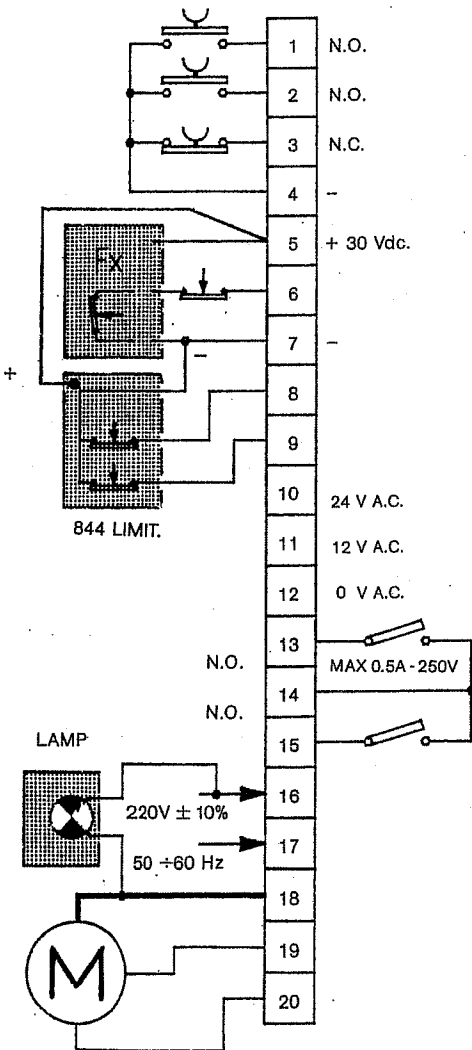 1 N.O.
2 N.O.
3 N.C.
4 -
5 + 30 Vdc.
FX
6
7 -
-
+
8
9
10
844 LIMIT.
24 V A.C.
11 12 V A.C.
12 0 V A.C.
13
N.O. MAX 0.5A - 250V
14
N.O.
15
LAMP
16
220V ± 10%
17
50 ÷60 Hz
18
M
19
20